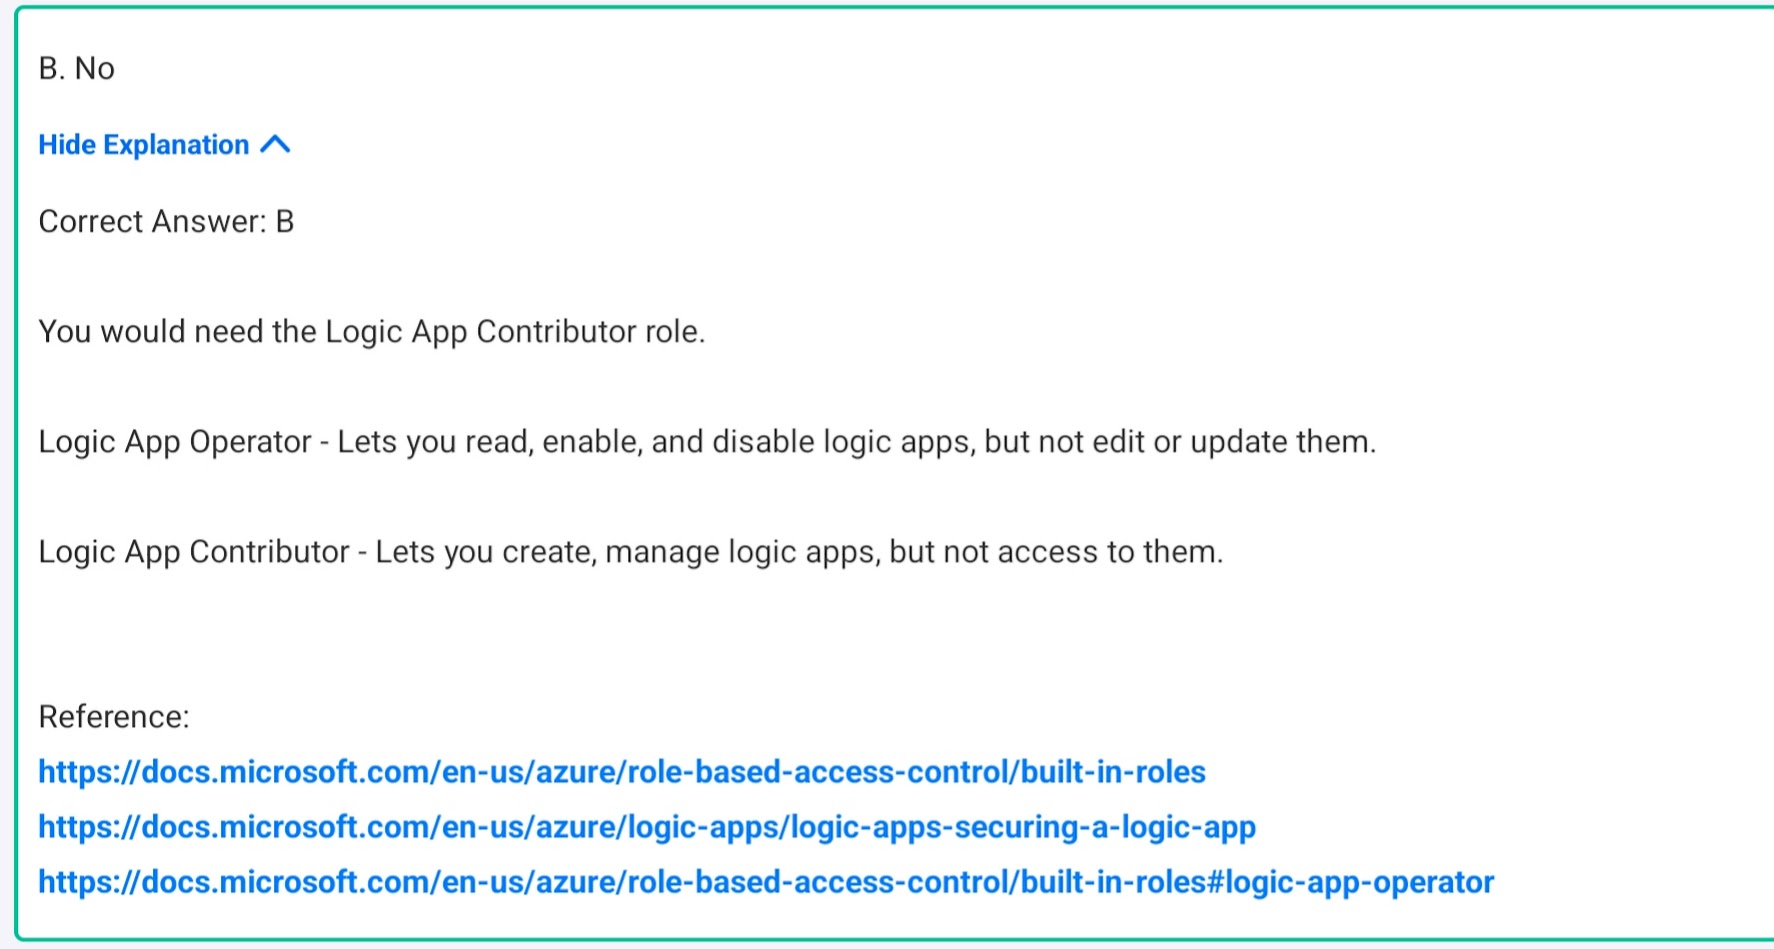 B. No
Hide Explanation
Correct Answer: B
You would need the Logic App Contributor role.
Logic App Operator - Lets you read, enable, and disable logic apps, but not edit or update them.
Logic App Contributor - Lets you create, manage logic apps, but not access to them.
Reference:
https://docs.microsoft.com/en-us/azure/role-based-access-control/built-in-roles
https://docs.microsoft.com/en-us/azure/logic-apps/logic-apps-securing-a-logic-app
https://docs.microsoft.com/en-us/azure/role-based-access-control/built-in-roles#logic-app-operator